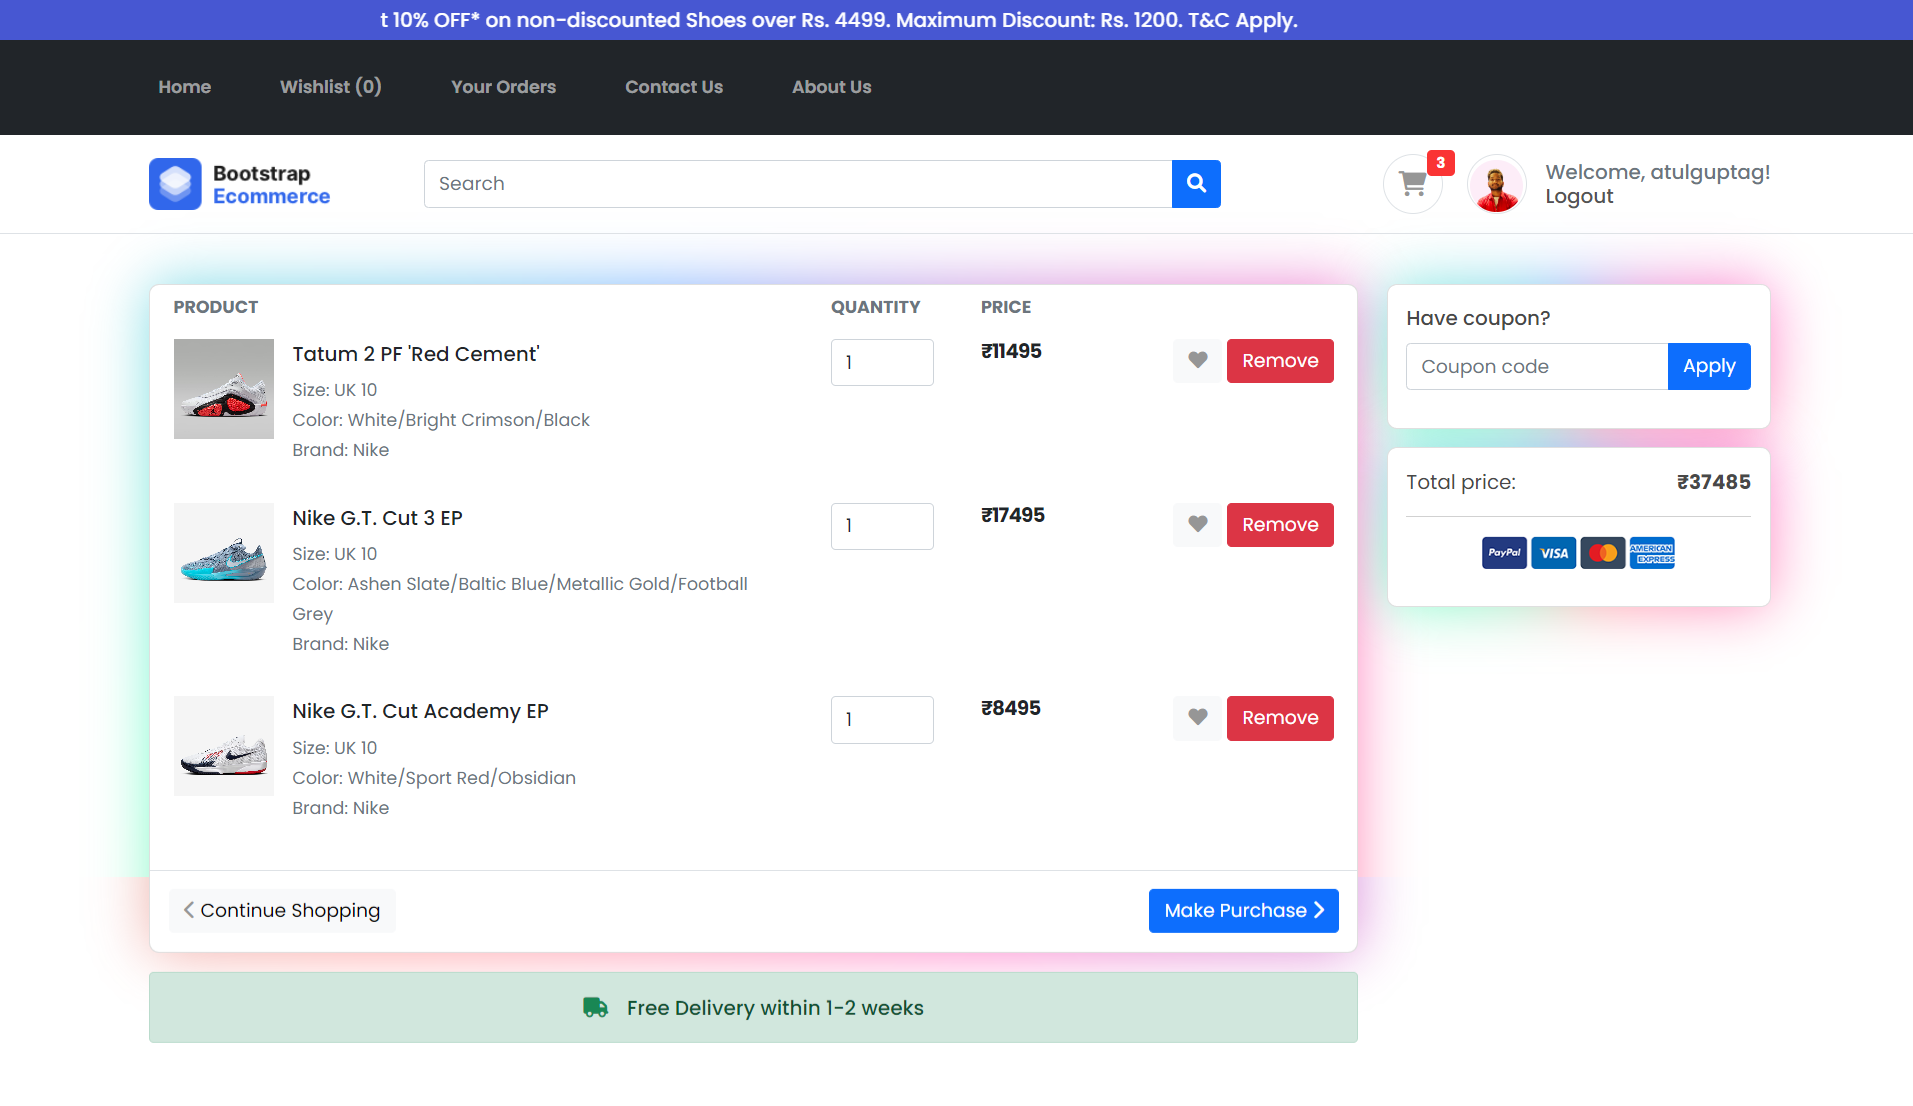 t 10% OFF* on non-discounted Shoes over Rs. 4499. Maximum Discount: Rs. 1200. T&C Apply.
Home Wishlist (0) Your Orders Contact Us About Us
Bootstrap
Ecommerce
Search
3
Welcome, atulguptag!
Logout
PRODUCT QUANTITY PRICE
Tatum 2 PF 'Red Cement' 1 ₹11495 Remove
Size: UK 10
Color: White/Bright Crimson/Black
Brand: Nike
Nike G.T. Cut 3 EP 1 ₹17495 Remove
Size: UK 10
Color: Ashen Slate/Baltic Blue/Metallic Gold/Football
Grey
Brand: Nike
Nike G.T. Cut Academy EP 1 ₹8495 Remove
Size: UK 10
Color: White/Sport Red/Obsidian
Brand: Nike
Continue Shopping Make Purchase
Free Delivery within 1-2 weeks
Have coupon?
Coupon code Apply
Total price: ₹37485
PayPal VISA AMERICAN EXPRESS